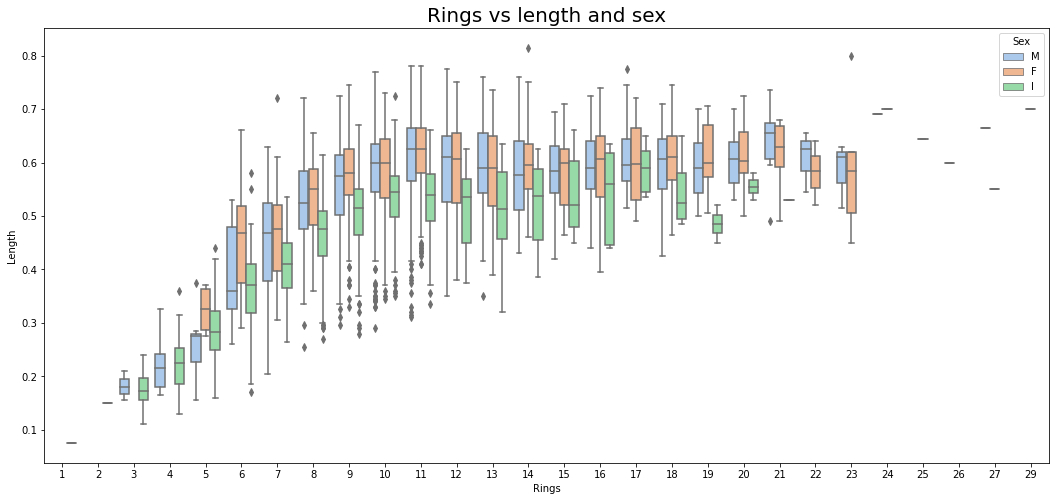 Rings vs length and sex
Sex
M
F
I
0.8
0.7
0.6
0.5
0.4
0.3
0.2
0.1
Length
1 2 3 4 5 6 7 8 9 10 11 12 13 14 15 16 17 18 19 20 21 22 23 24 25 26 27 29
Rings